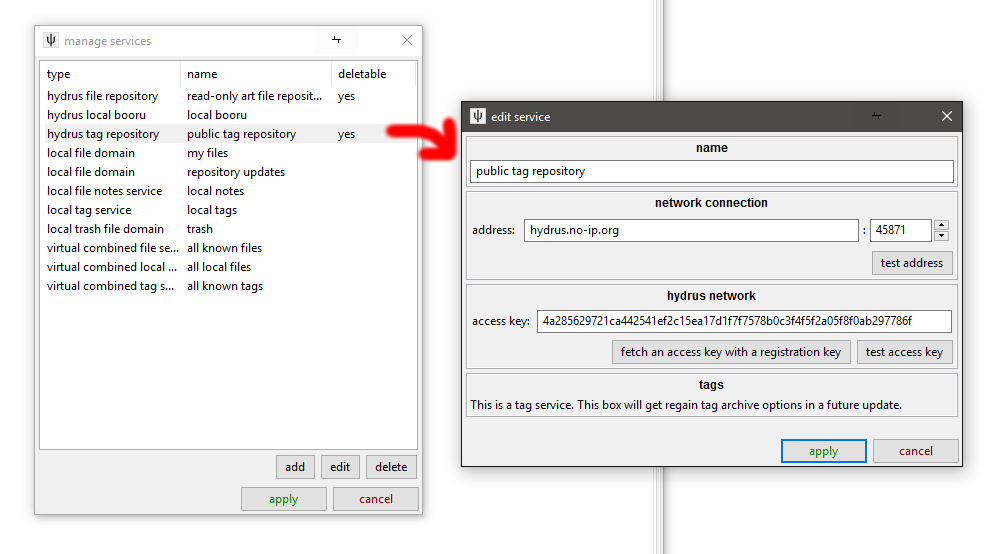 manage services
type name deletable
hydrus file repository read-only art file reposit... yes
hydrus local booru local booru
hydrus tag repository public tag repository yes
local file domain my files
local file domain repository updates
local file notes service local notes
local tag service local tags
local trash file domain trash
virtual combined file se... all known files
virtual combined local ... all local files
virtual combined tag s... all known tags
add edit delete
apply cancel
edit service
name
public tag repository
network connection
address: hydrus.no-ip.org : 45871
test address
hydrus network
access key: 4a285629721ca442541ef2c15ea17d1f7f7578b0c3f4f5f2a05f8f0ab297786f
fetch an access key with a registration key test access key
tags
This is a tag service. This box will get regain tag archive options in a future update.
apply cancel